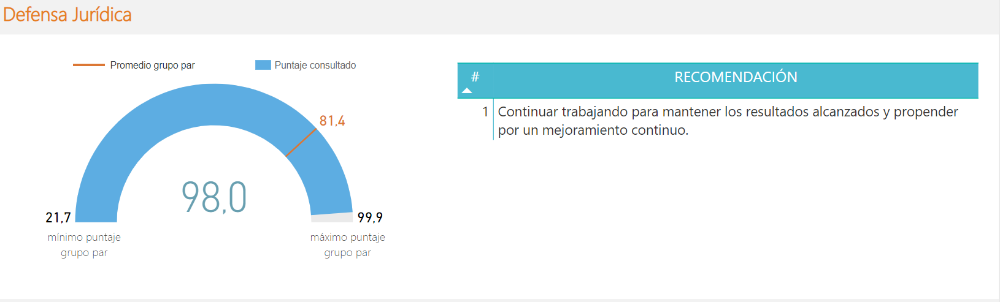 Defensa Jurídica
Promedio grupo par
Puntaje consultado
81,4
98,0
21,7
99,9
mínimo puntaje
grupo par
máximo puntaje
grupo par
#
RECOMENDACIÓN
1 Continuar trabajando para mantener los resultados alcanzados y propender
por un mejoramiento continuo.